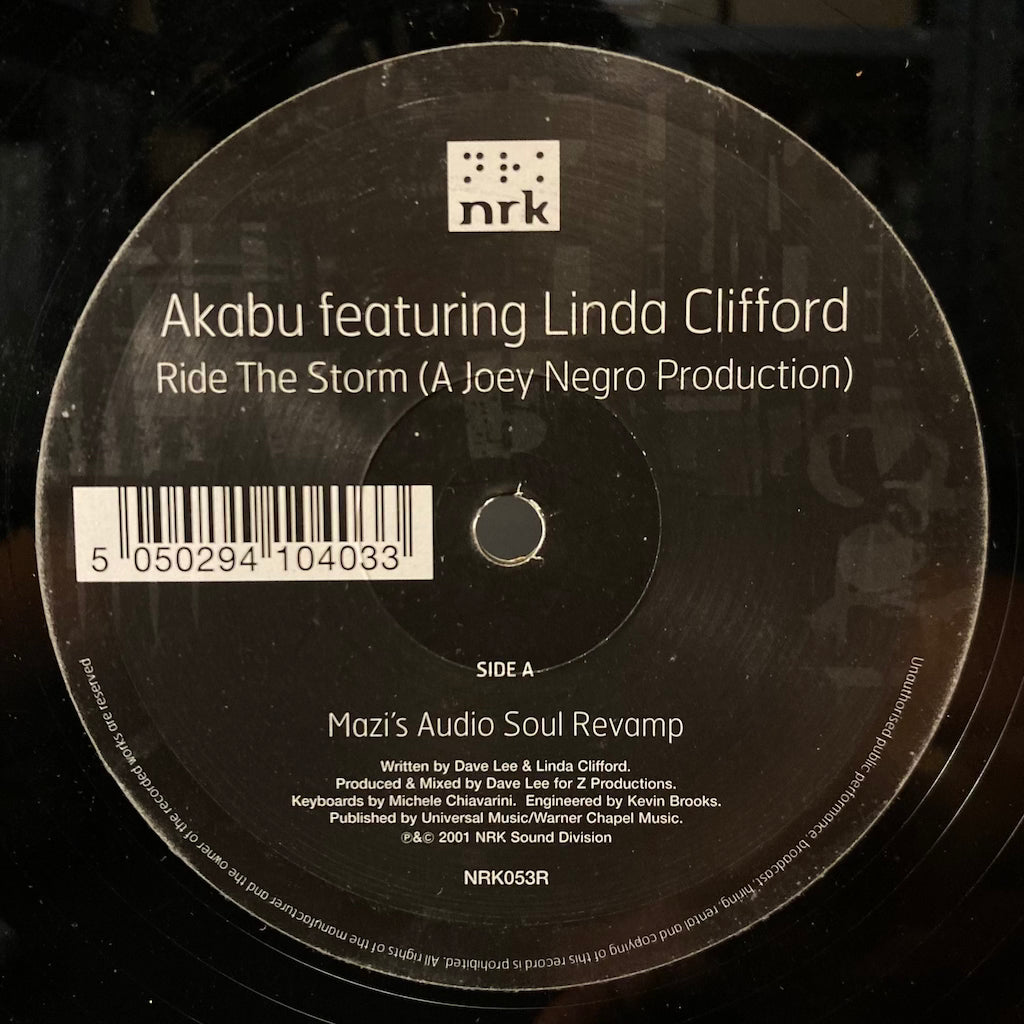 nrk
Akabu featuring Linda Clifford
Ride The Storm (A Joey Negro Production)
5 050294 104033
SIDE A
Mazi's Audio Soul Revamp
Written by Dave Lee & Linda Clifford.
Produced & Mixed by Dave Lee for Z Productions.
Keyboards by Michele Chiavarini. Engineered by Kevin Brooks.
Published by Universal Music/Warner Chapel Music.
℗&© 2001 NRK Sound Division
NRK053R
Unauthorised public performance, broadcast, hiring, rental and copying of this record is prohibited. All rights of the manufacturer and the owner of the recorded works are reserved